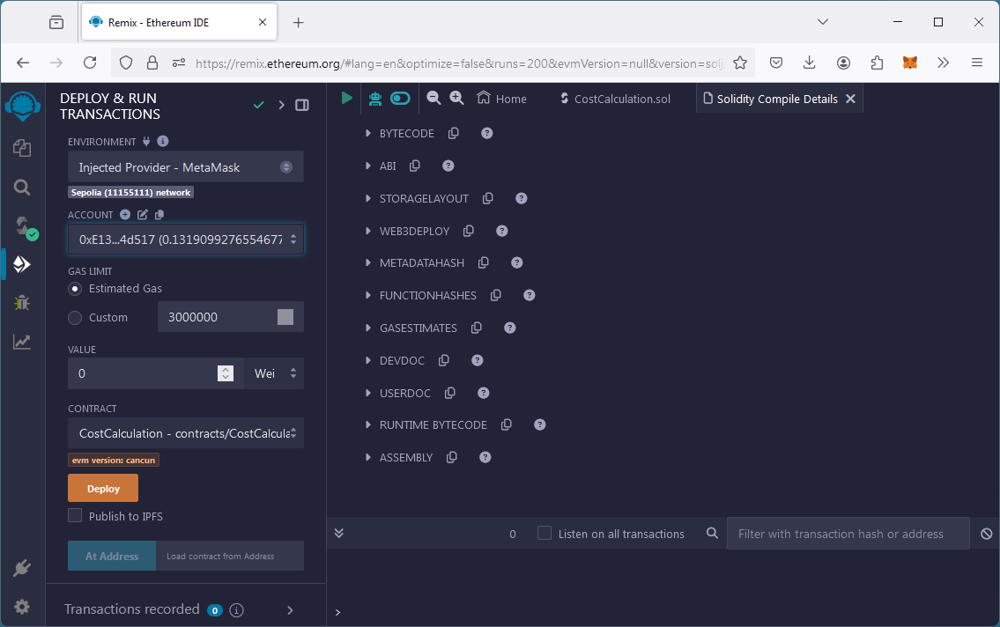 Remix - Ethereum IDE
https://remix.ethereum.org/#lang=en&optimize=false&runs=200&evmVersion=null&version=solj
DEPLOY & RUN
TRANSACTIONS
ENVIRONMENT
Injected Provider - MetaMask
Sepolia (11155111) network
ACCOUNT
0xE13...4d517 (0.1319099276554677
GAS LIMIT
Estimated Gas
Custom
3000000
VALUE
0
Wei
CONTRACT
CostCalculation - contracts/CostCalcula
evm version: cancun
Deploy
Publish to IPFS
At Address
Load contract from Address
Transactions recorded 0
Home
CostCalculation.sol
Solidity Compile Details
BYTECODE
ABI
STORAGELAYOUT
WEB3DEPLOY
METADATAHASH
FUNCTIONHASHES
GASESTIMATES
DEVDOC
USERDOC
RUNTIME BYTECODE
ASSEMBLY
0
Listen on all transactions
Filter with transaction hash or address
>